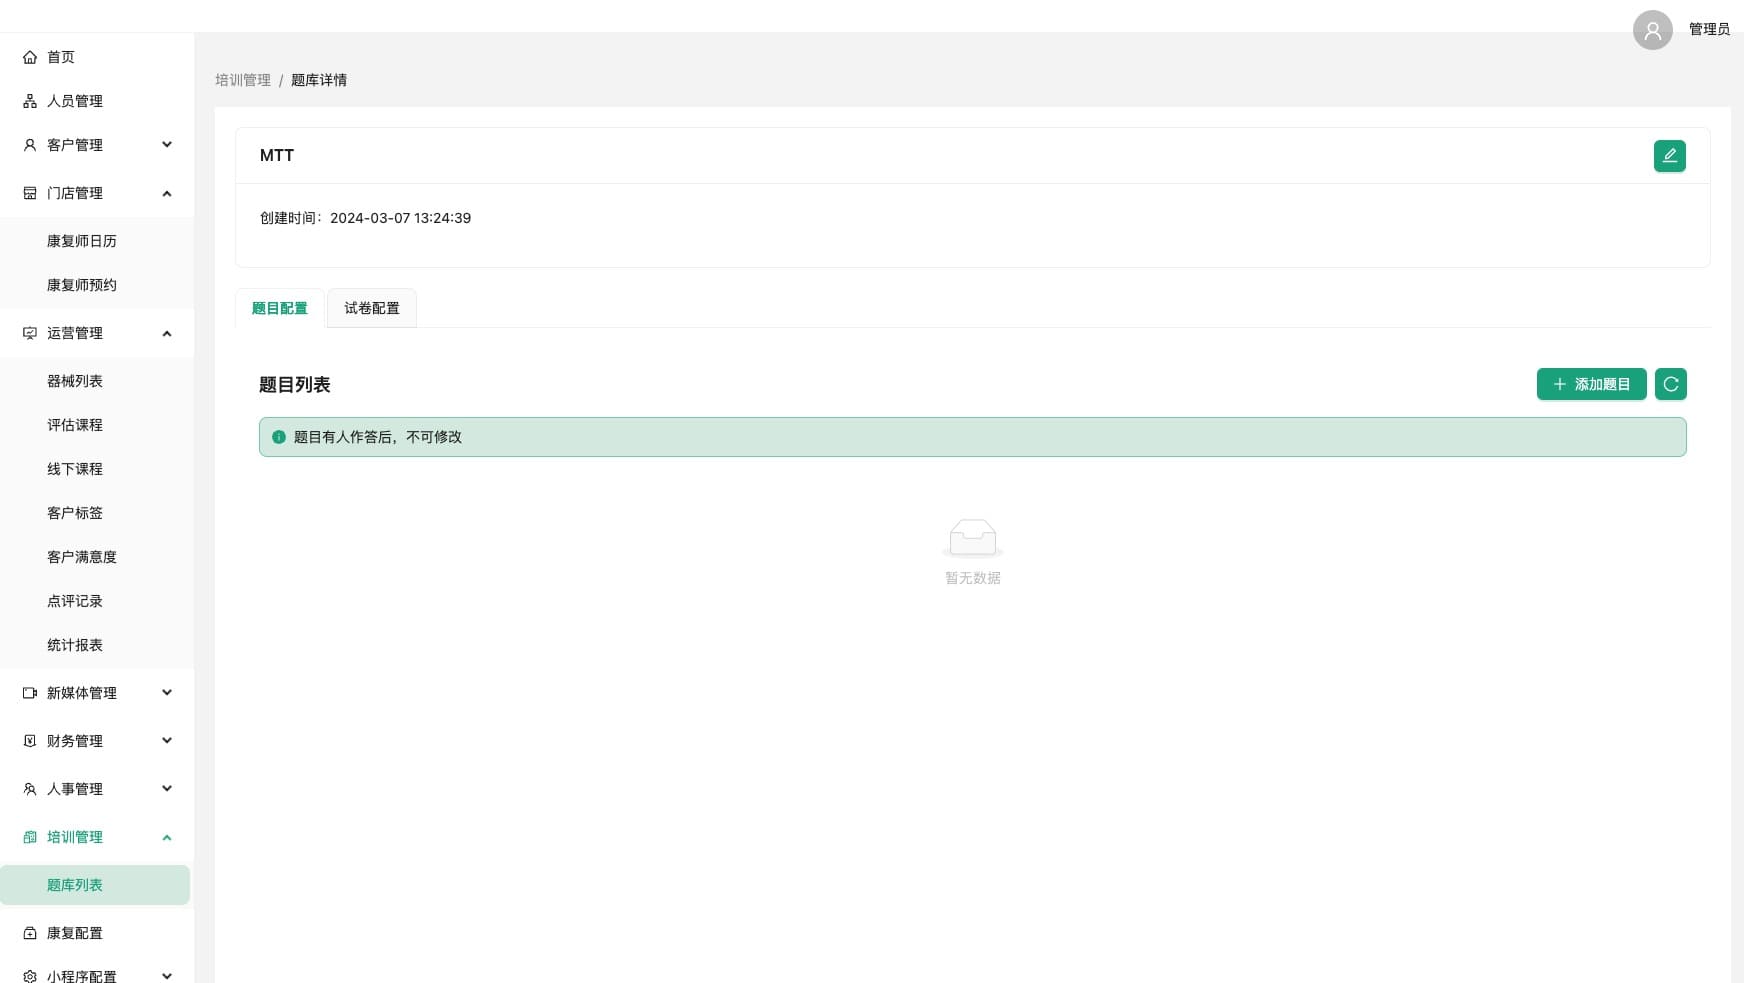 管理员
首页
人员管理
客户管理
门店管理
康复师日历
康复师预约
运营管理
器械列表
评估课程
线下课程
客户标签
客户满意度
点评记录
统计报表
新媒体管理
财务管理
人事管理
培训管理
题库列表
康复配置
小程序配置
培训管理 / 题库详情
MTT
创建时间：2024-03-07 13:24:39
题目配置 试卷配置
题目列表
添加题目
题目有人作答后，不可修改
暂无数据